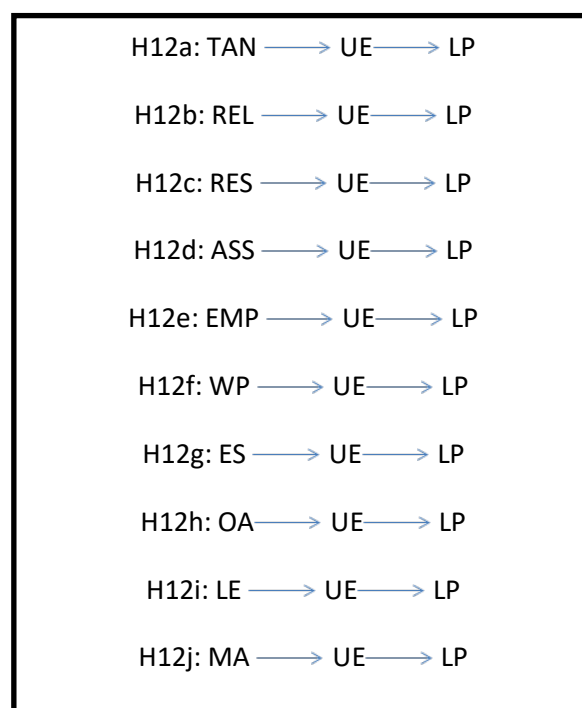 H12a: TAN UE LP
H12b: REL UE LP
H12c: RES UE LP
H12d: ASS UE LP
H12e: EMP UE LP
H12f: WP UE LP
H12g: ES UE LP
H12h: OA UE LP
H12i: LE UE LP
H12j: MA UE LP